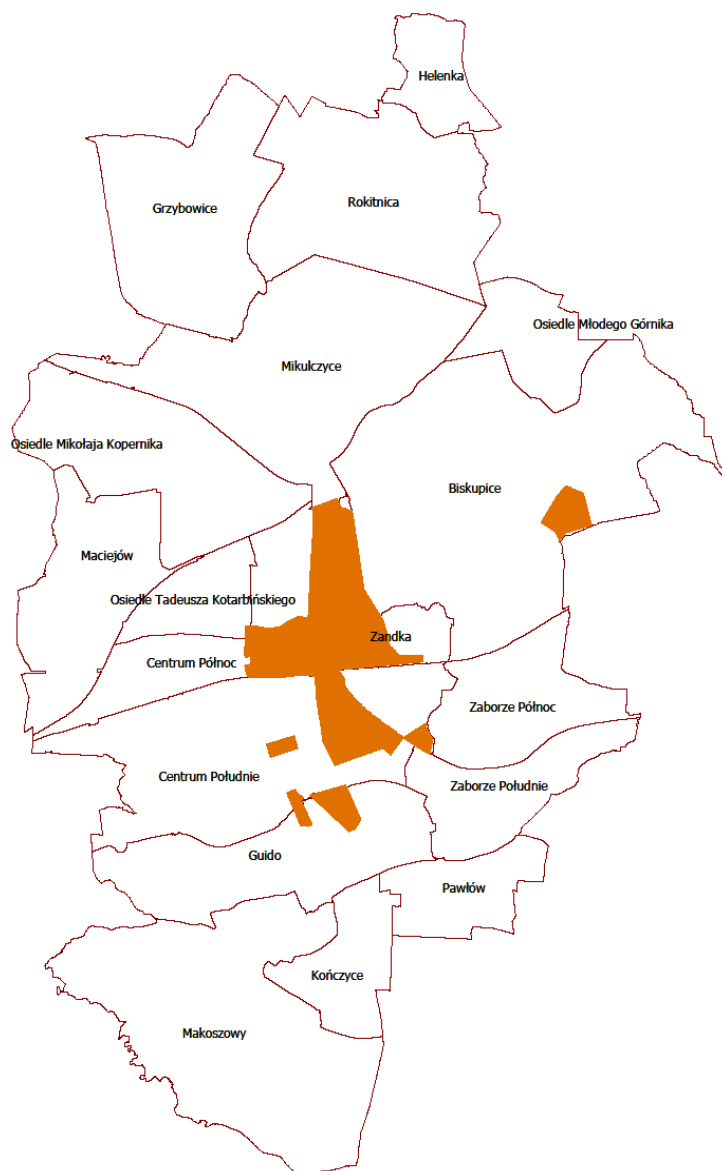 Helenka
Grzybowice
Rokitnica
Osiedle Młodego Górnika
Mikulczyce
Osiedle Mikołaja Kopernika
Biskupice
Maciejów
Osiedle Tadeusza Kotarbińskiego
Zandka
Centrum Północ
Zaborze Północ
Centrum Południe
Zaborze Południe
Guido
Pawłów
Kończyce
Makoszowy